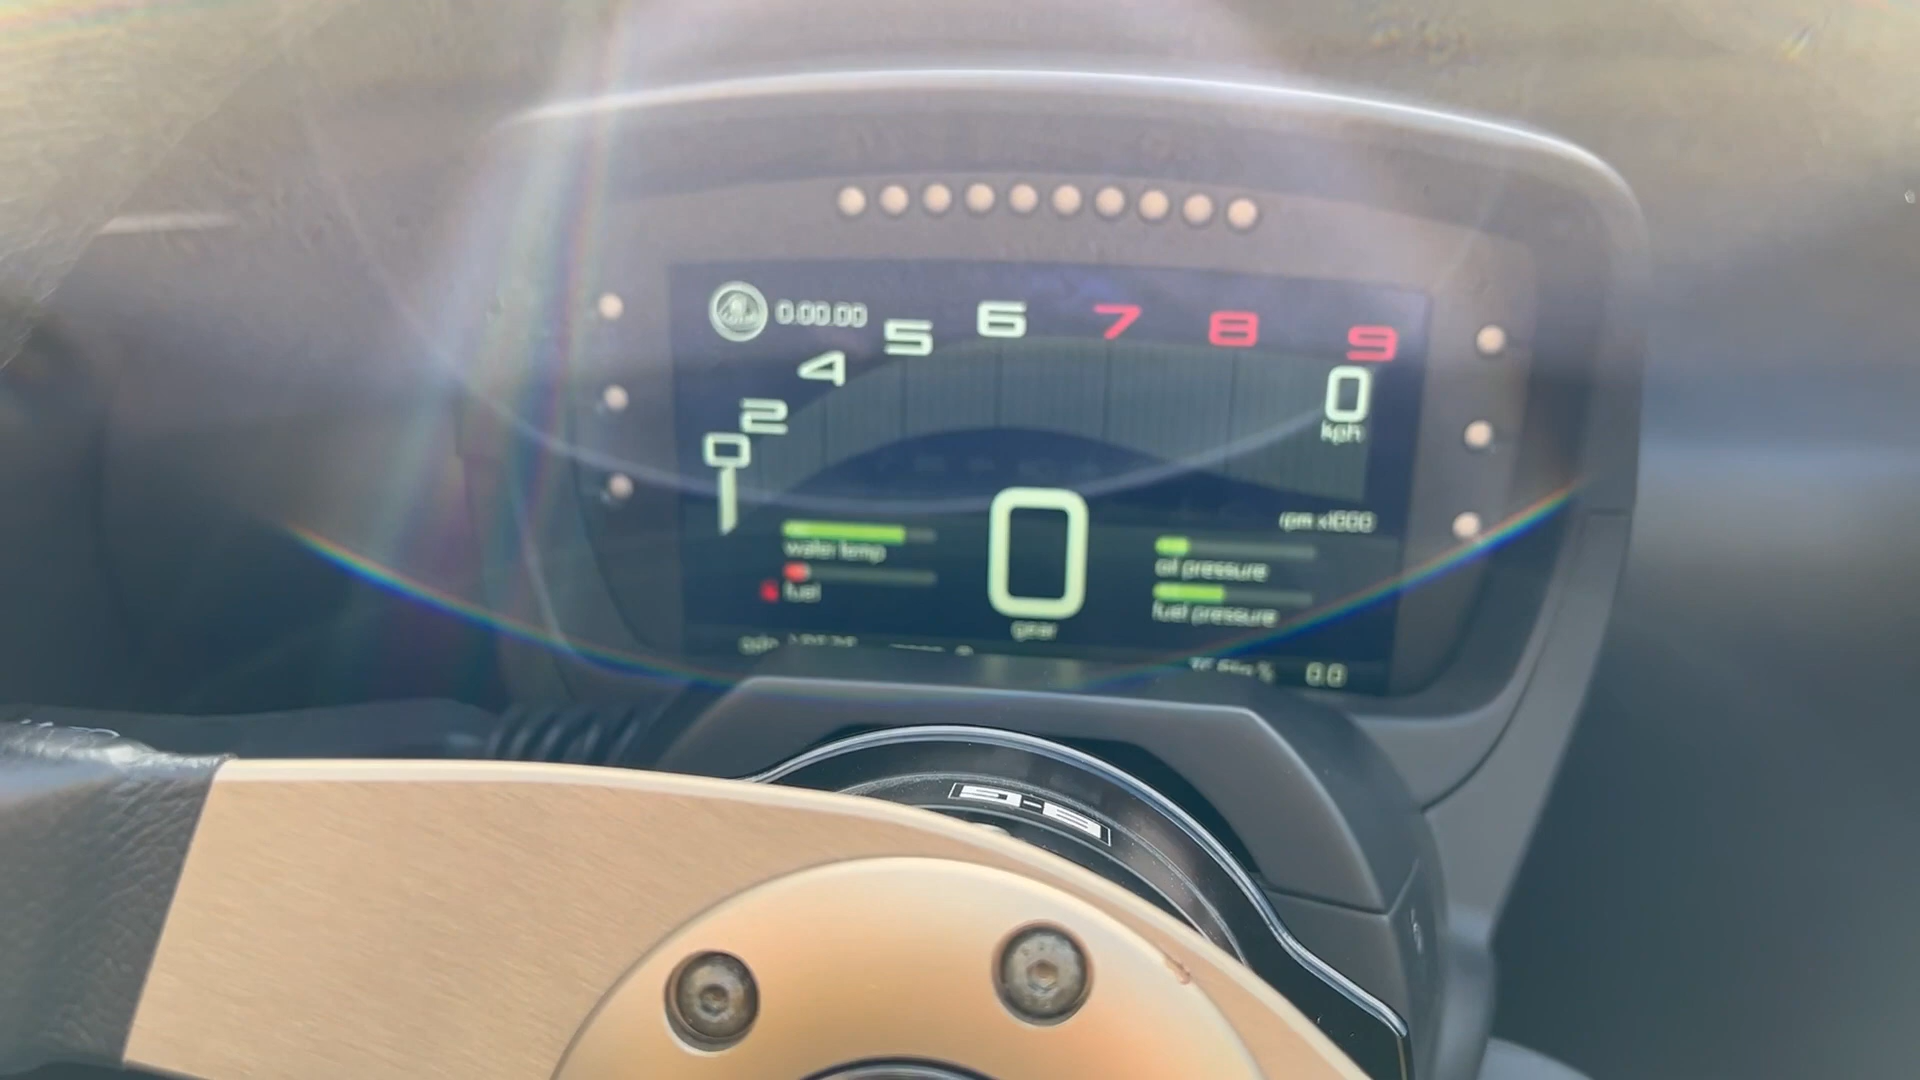 0:00.00
0 2 4 5 6 7 8 9
0
kph
rpm x1000
water temp
fuel
0
gear
oil pressure
fuel pressure
%
0.0